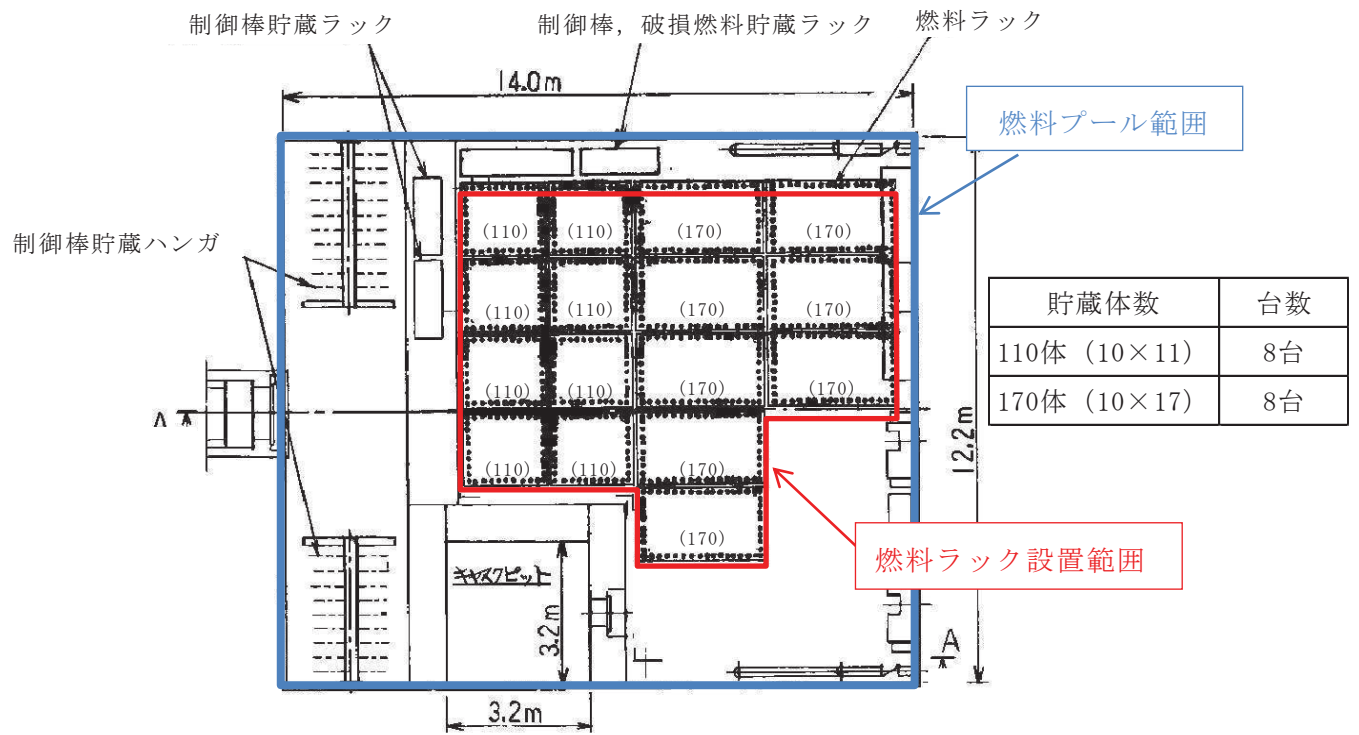 制御棒貯蔵ラック
制御棒，破損燃料貯蔵ラック
燃料ラック
14.0m
燃料プール範囲
制御棒貯蔵ハンガ
(110) (110) (170) (170)
(110) (110) (170) (170)
(110) (110) (170) (170)
(110) (110) (170)
(170)
貯蔵体数 台数
110体（10×11） 8台
170体（10×17） 8台
A
12.2m
燃料ラック設置範囲
キャスクピット
3.2m
A
3.2m